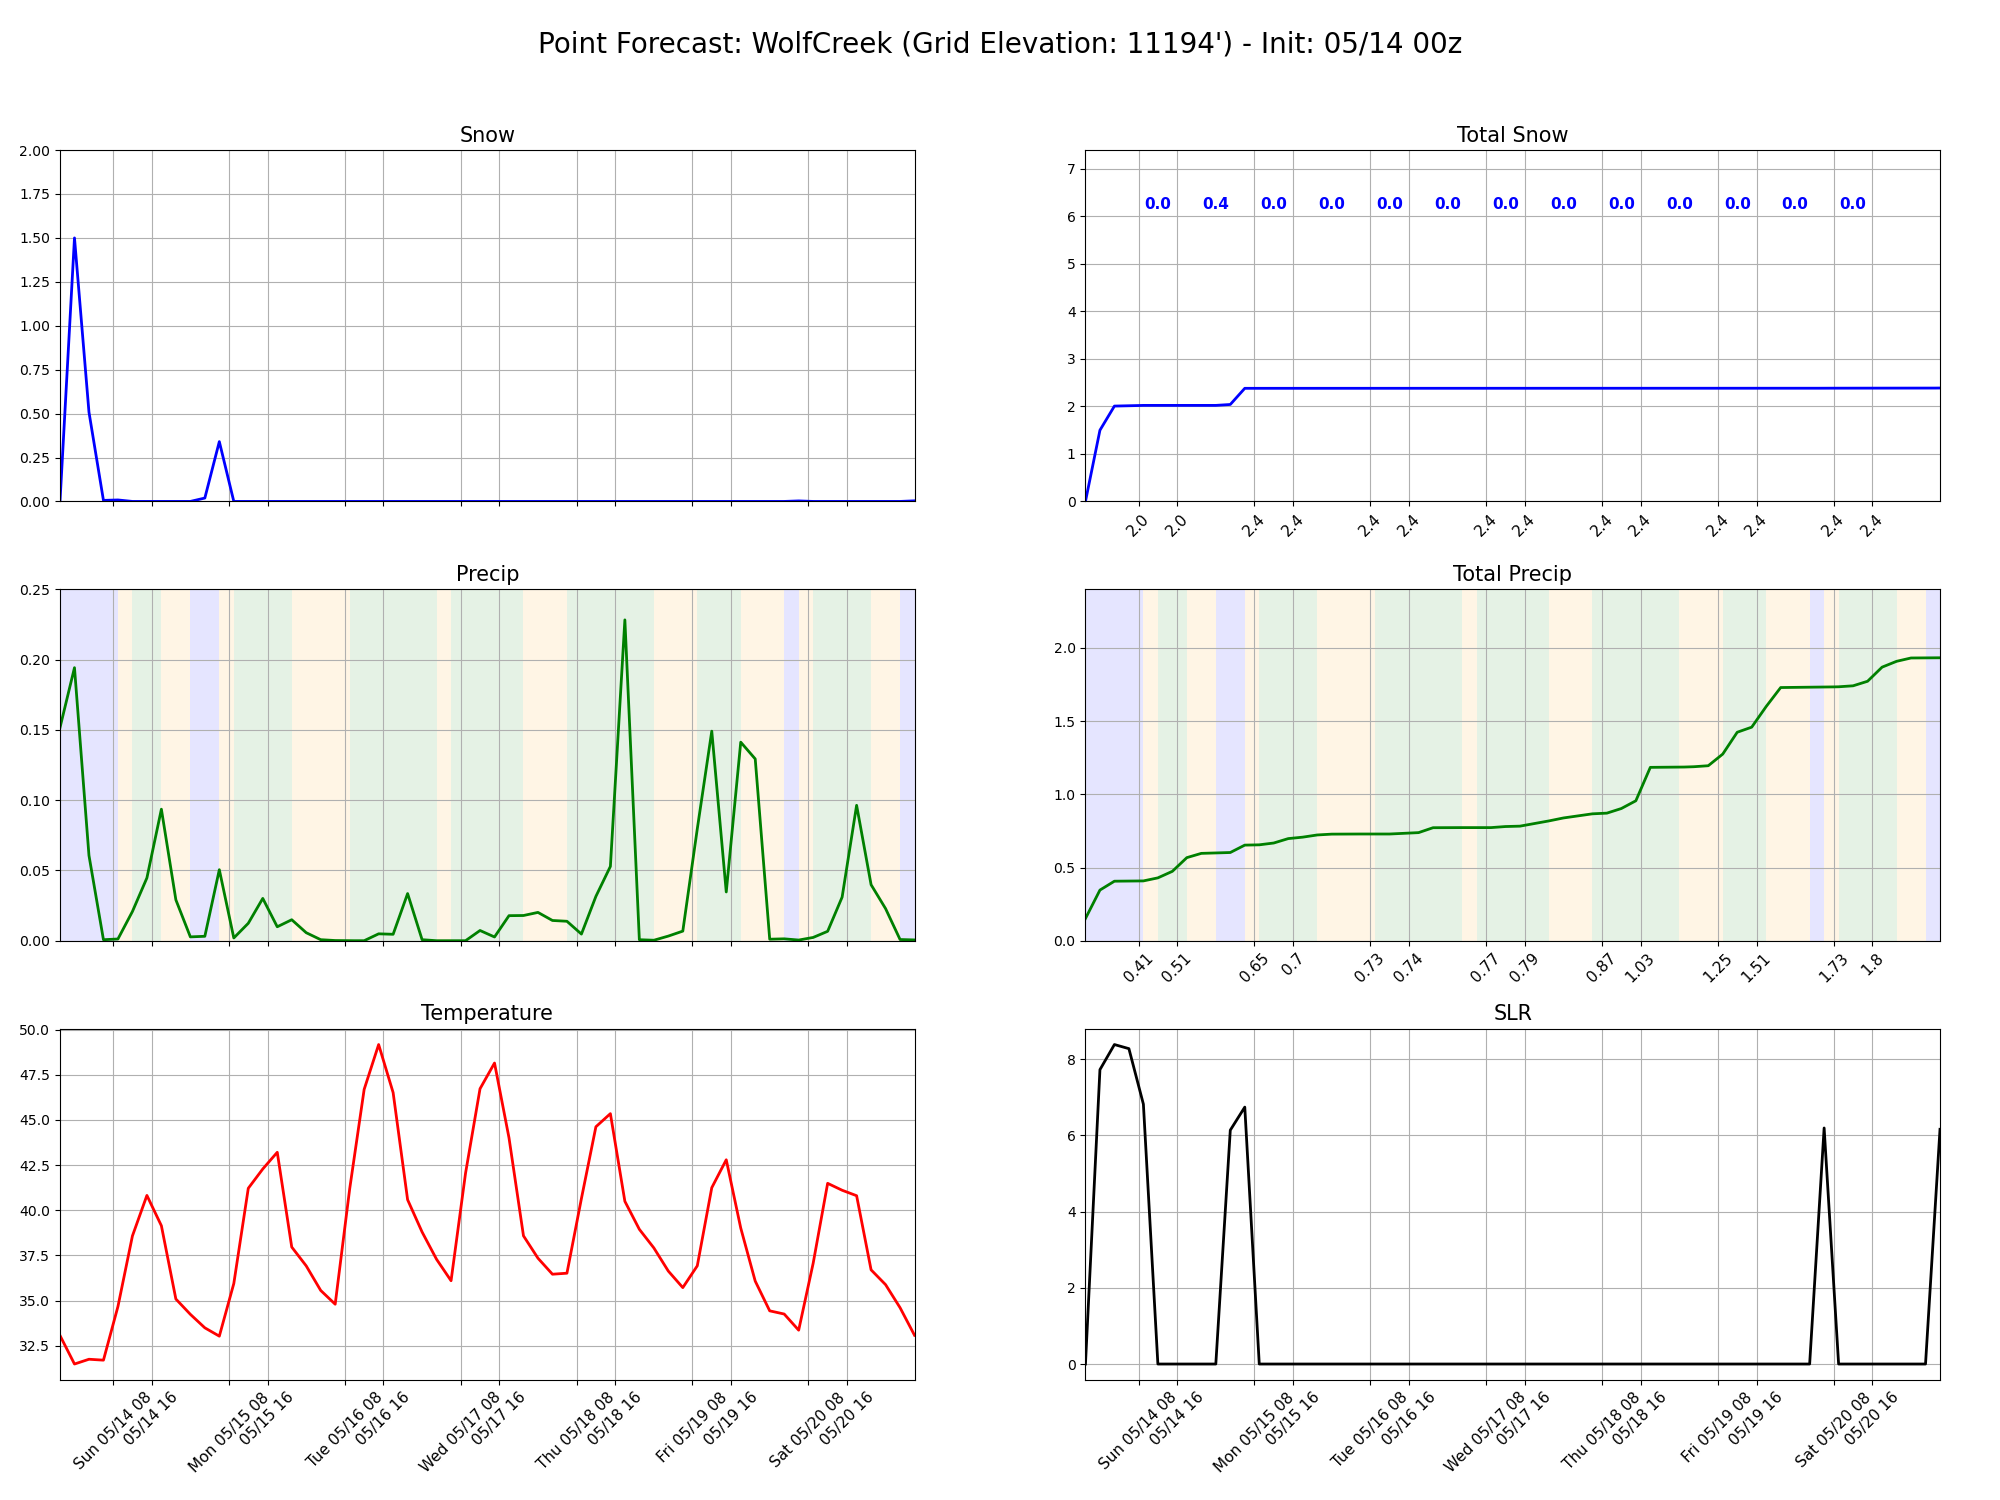 Point Forecast: WolfCreek (Grid Elevation: 11194') - Init: 05/14 00z
Snow
2.00
1.75
1.50
1.25
1.00
0.75
0.50
0.25
0.00
Total Snow
7
6
5
4
3
2
1
0
0.0 0.4 0.0 0.0 0.0 0.0 0.0 0.0 0.0 0.0 0.0 0.0 0.0
2.0 2.0 2.4 2.4 2.4 2.4 2.4 2.4 2.4 2.4 2.4 2.4 2.4 2.4
Precip
0.25
0.20
0.15
0.10
0.05
0.00
Total Precip
2.0
1.5
1.0
0.5
0.0
0.41 0.51 0.65 0.7 0.73 0.74 0.77 0.79 0.87 1.03 1.25 1.51 1.73 1.8
Temperature
50.0
47.5
45.0
42.5
40.0
37.5
35.0
32.5
Sun 05/14 08
05/14 16
Mon 05/15 08
05/15 16
Tue 05/16 08
05/16 16
Wed 05/17 08
05/17 16
Thu 05/18 08
05/18 16
Fri 05/19 08
05/19 16
Sat 05/20 08
05/20 16
SLR
8
6
4
2
0
Sun 05/14 08
05/14 16
Mon 05/15 08
05/15 16
Tue 05/16 08
05/16 16
Wed 05/17 08
05/17 16
Thu 05/18 08
05/18 16
Fri 05/19 08
05/19 16
Sat 05/20 08
05/20 16